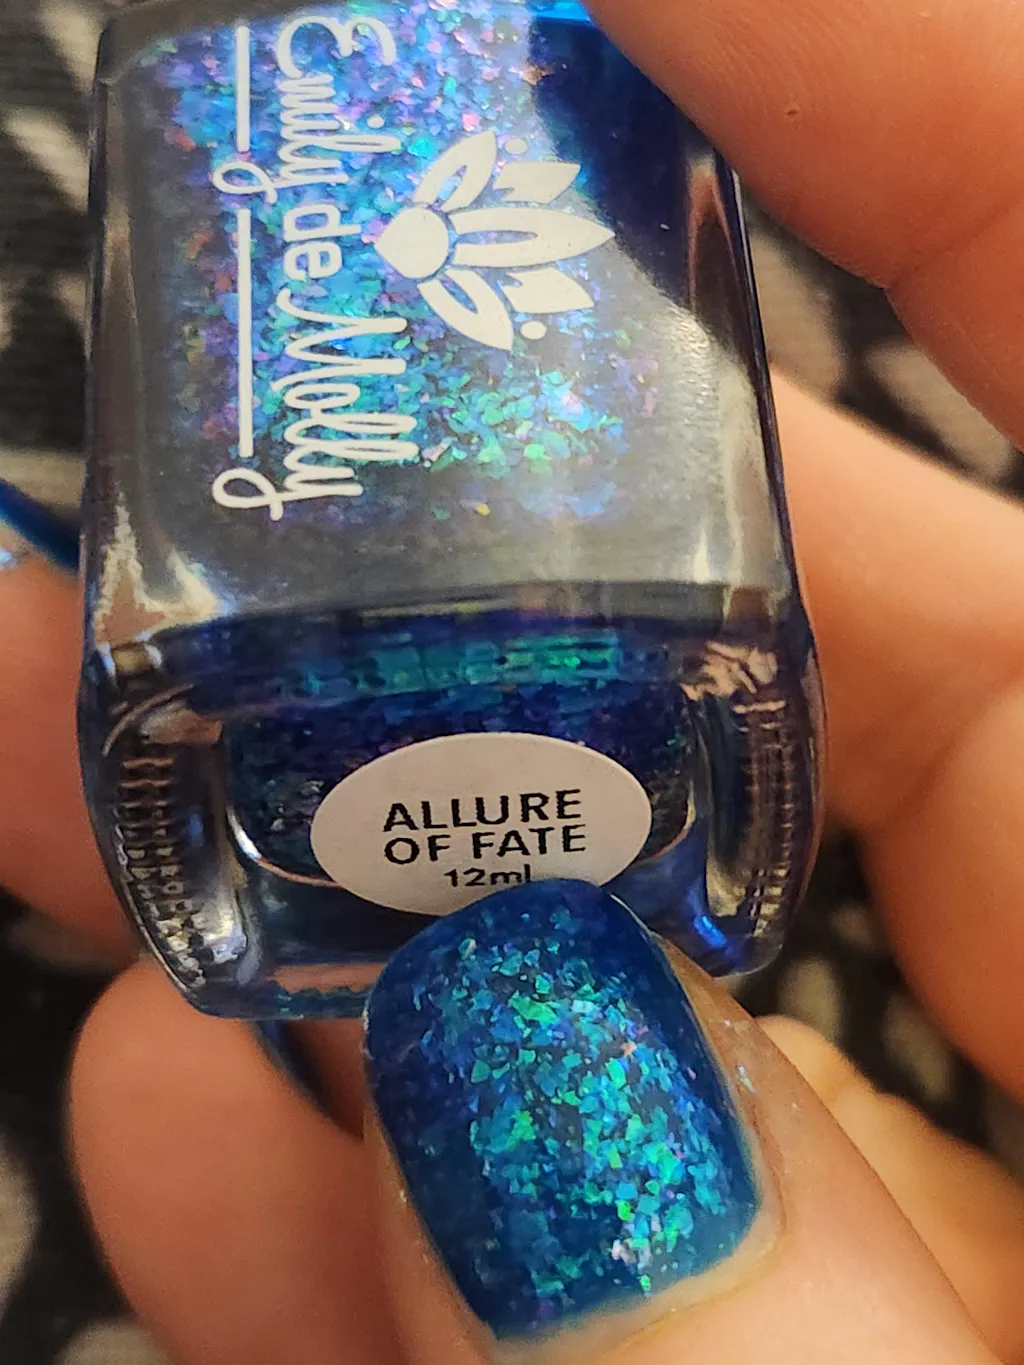 Emily de Molly
ALLURE
OF FATE
12ml